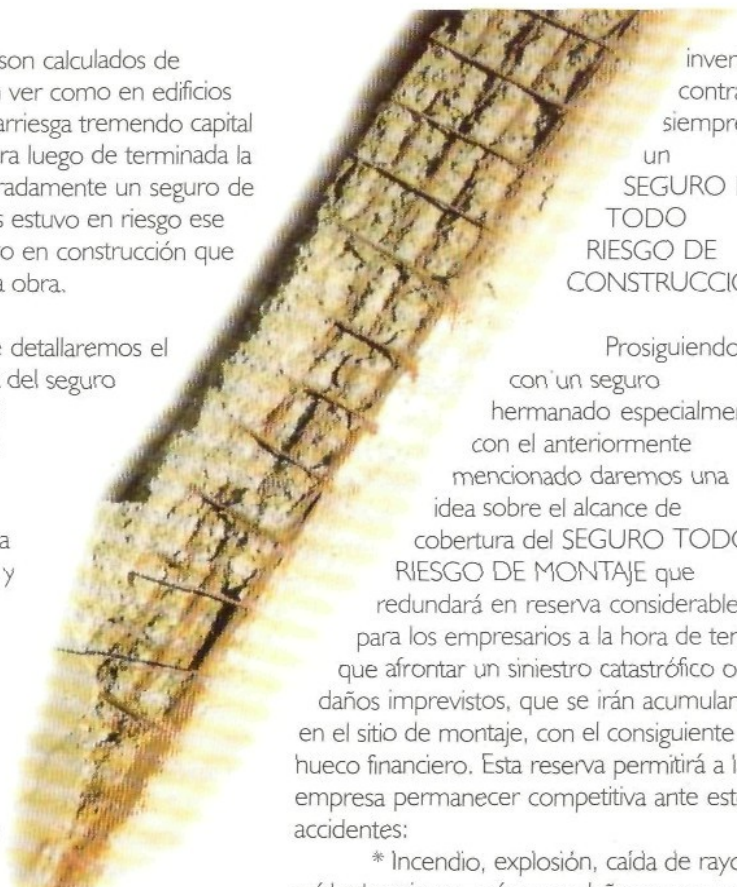 son calculados de
ver como en edificios
arriesga tremendo capital
ra luego de terminada la
radamente un seguro de
s estuvo en riesgo ese
o en construcción que
a obra.
e detallaremos el
del seguro
a
y
contra
siempre
un
SEGURO
TODO
RIESGO DE
Prosiguiendo
con un seguro
hermanado
con el anteriormente
mencionado daremos una
idea sobre el alcance de
cobertura del SEGURO TODO
RIESGO DE MONTAJE que
redundará en reserva considerable
para los empresarios a la hora de
que afrontar un siniestro catastrófico o
daños imprevistos, que se irán
en el sitio de montaje, con el consiguiente
hueco financiero. Esta reserva permitirá a
empresa permanecer competitiva ante
accidentes:
* Incendio, explosión, caída de rayo